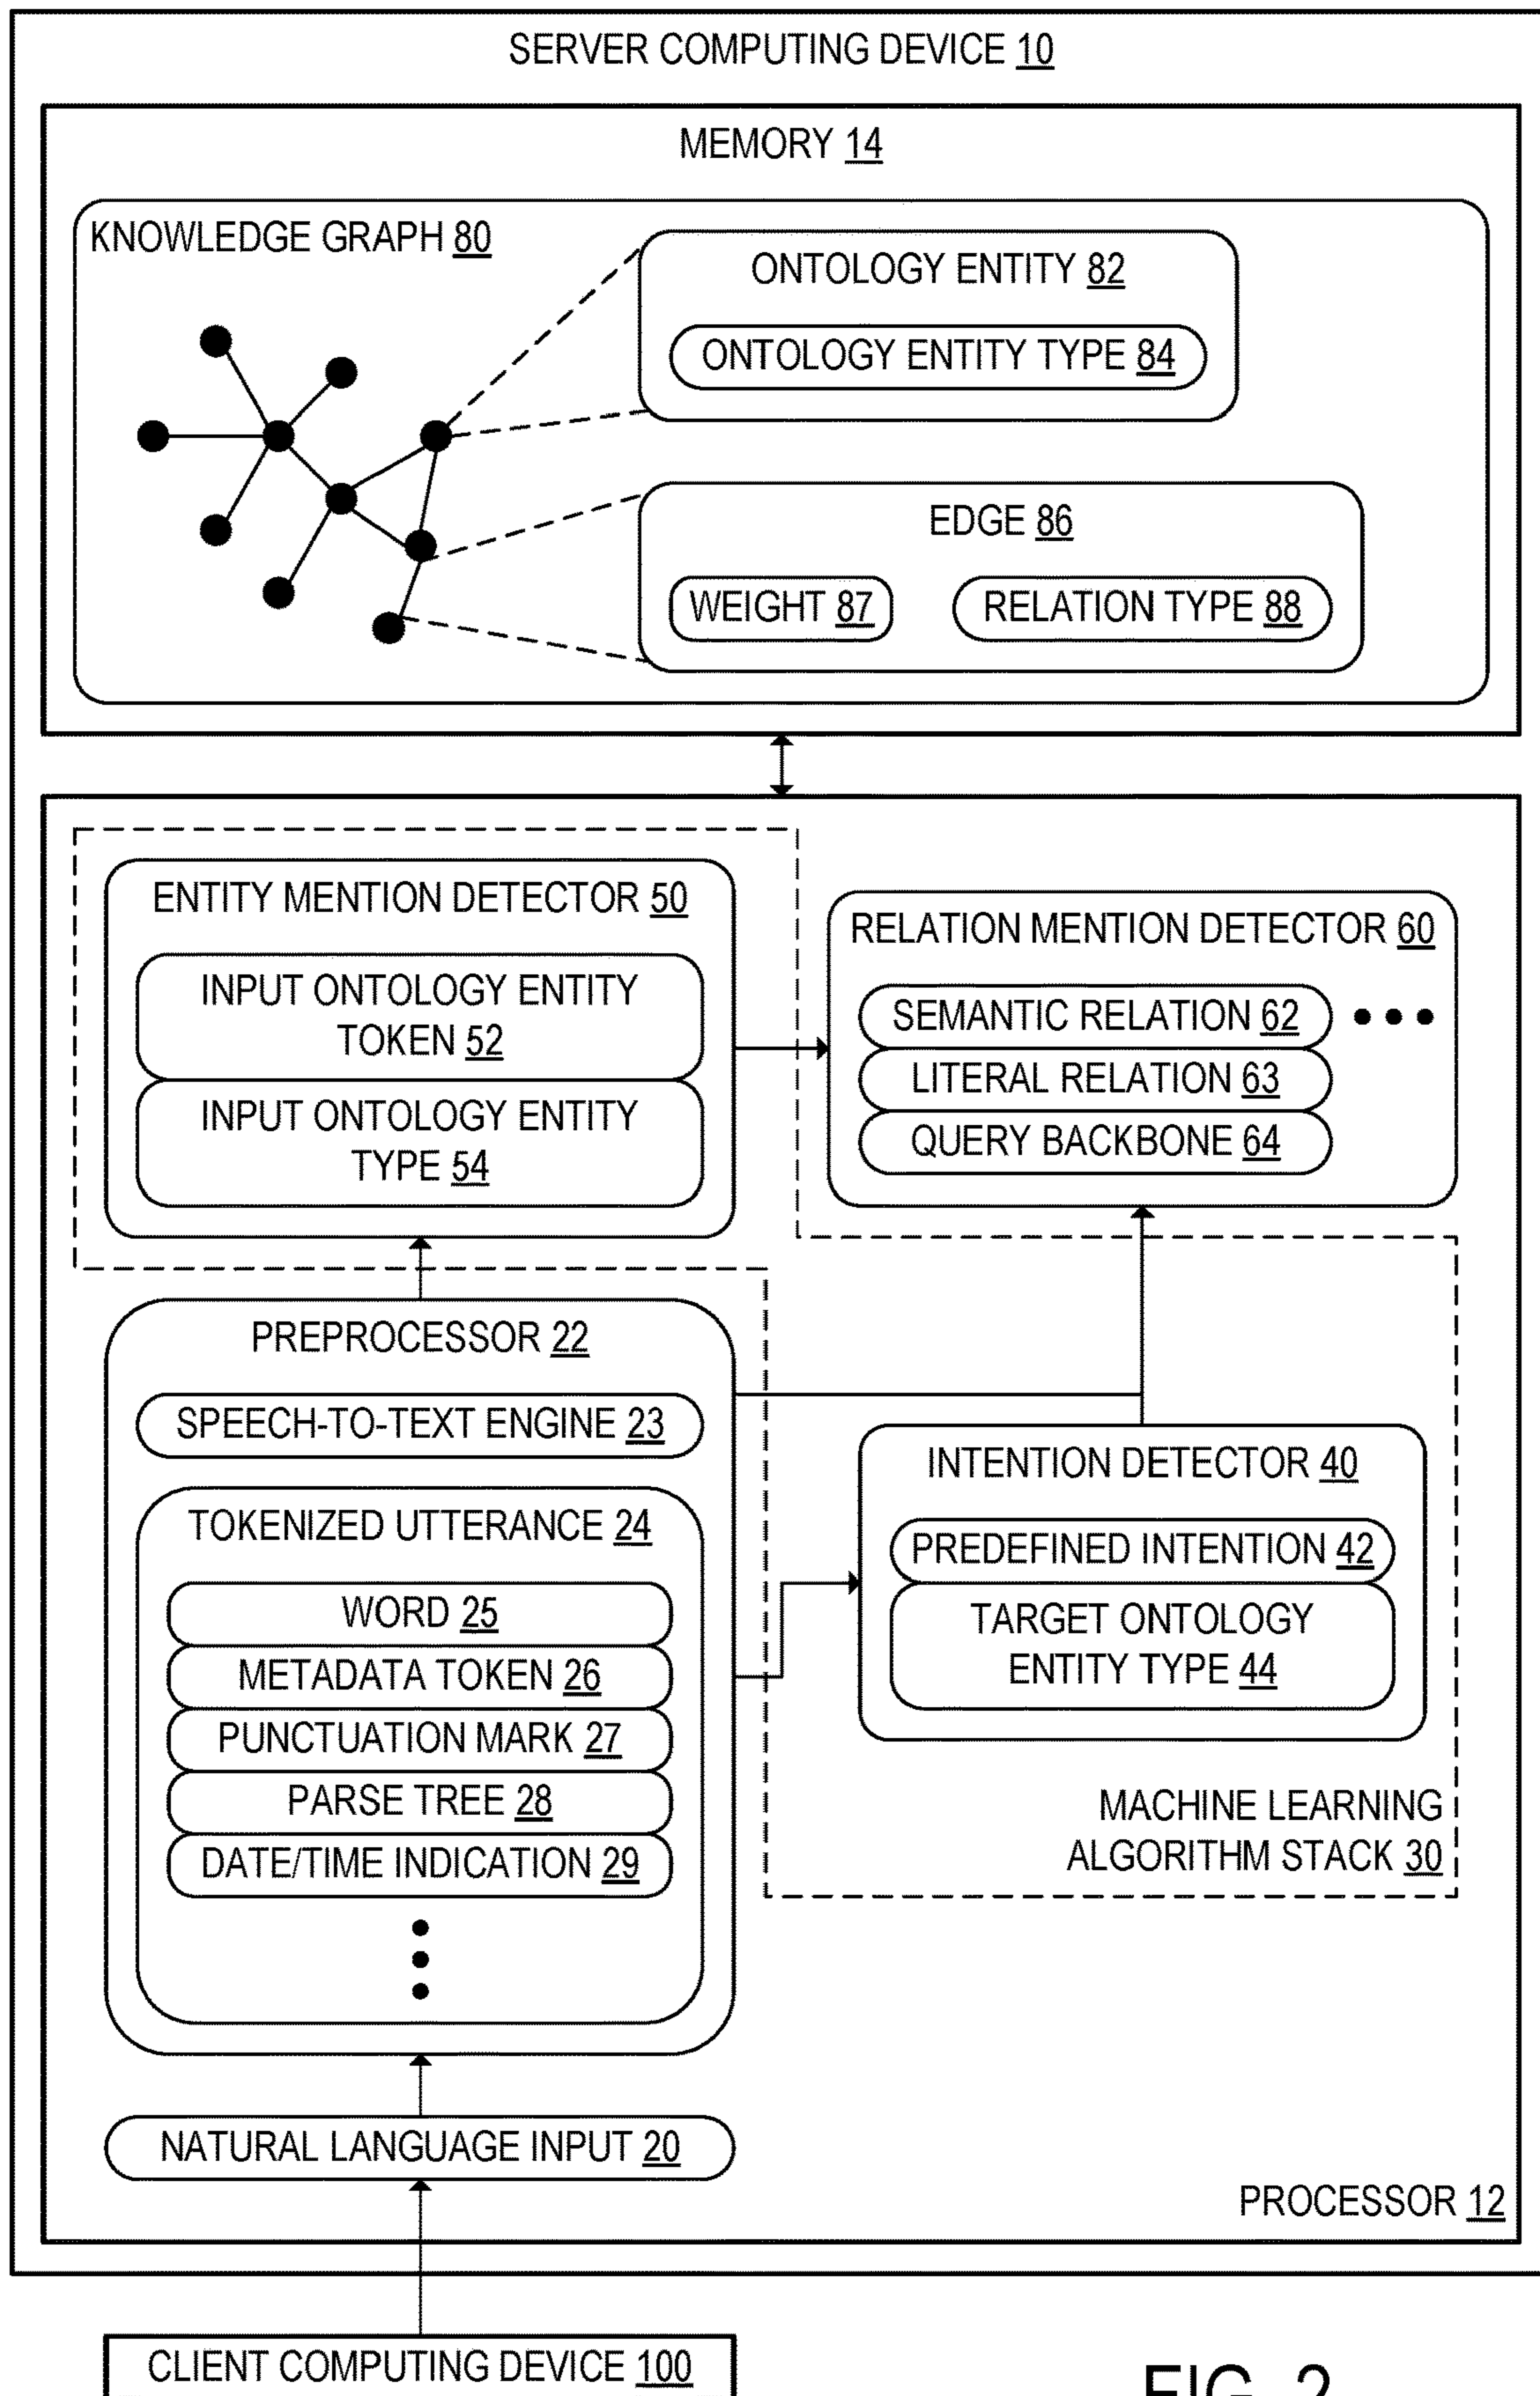 SERVER COMPUTING DEVICE 10
MEMORY 14
KNOWLEDGE GRAPH 80
ONTOLOGY ENTITY 82
ONTOLOGY ENTITY TYPE 84
EDGE 86
WEIGHT 87
RELATION TYPE 88
ENTITY MENTION DETECTOR 50
INPUT ONTOLOGY ENTITY
TOKEN 52
INPUT ONTOLOGY ENTITY
TYPE 54
RELATION MENTION DETECTOR 60
SEMANTIC RELATION 62
LITERAL RELATION 63
QUERY BACKBONE 64
PREPROCESSOR 22
SPEECH-TO-TEXT ENGINE 23
TOKENIZED UTTERANCE 24
WORD 25
METADATA TOKEN 26
PUNCTUATION MARK 27
PARSE TREE 28
DATE/TIME INDICATION 29
INTENTION DETECTOR 40
PREDEFINED INTENTION 42
TARGET ONTOLOGY
ENTITY TYPE 44
MACHINE LEARNING
ALGORITHM STACK 30
NATURAL LANGUAGE INPUT 20
PROCESSOR 12
CLIENT COMPUTING DEVICE 100
FIG. 2